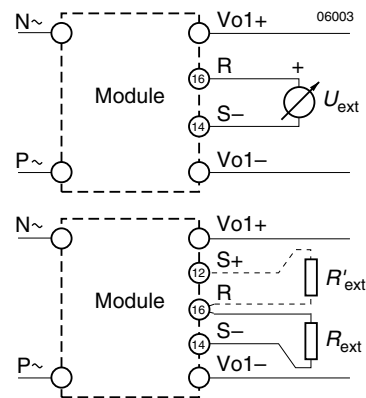 N~ Vo1+ 06003
R +
16
Module Uext
S–
14
P~ Vo1–
N~ Vo1+
S+
12
R'ext
R
Module 16
S– Rext
14
P~ Vo1–